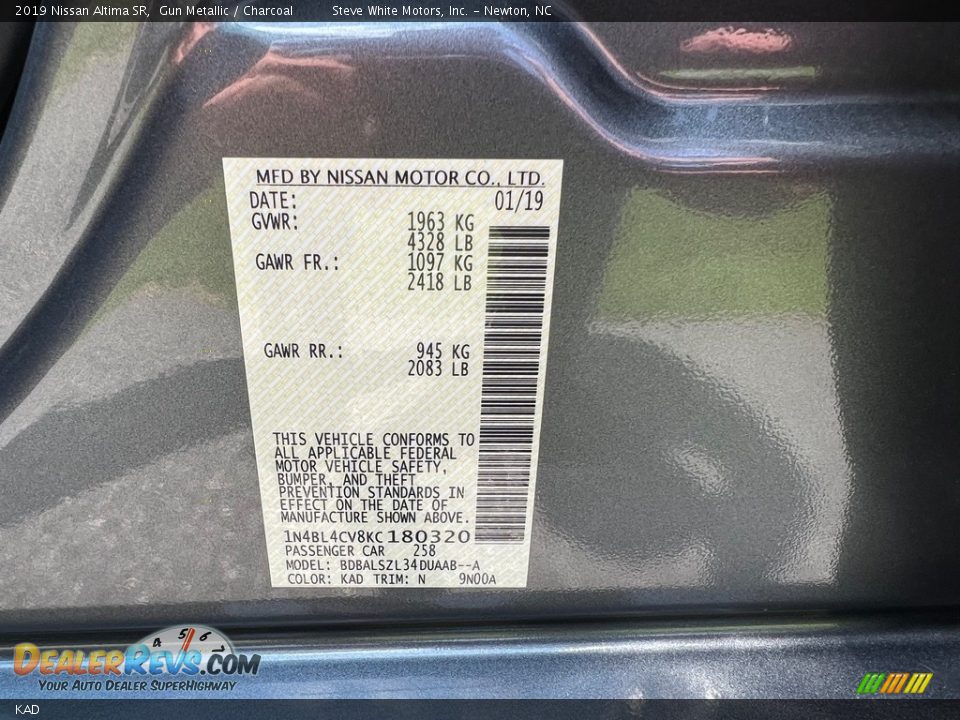 2019 Nissan Altima SR,  Gun Metallic / Charcoal    Steve White Motors, Inc. - Newton, NC
MFD BY NISSAN MOTOR CO., LTD.
DATE: 01/19
GVWR: 1963 KG
4328 LB
GAWR FR.: 1097 KG
2418 LB
GAWR RR.: 945 KG
2083 LB
THIS VEHICLE CONFORMS TO
ALL APPLICABLE FEDERAL
MOTOR VEHICLE SAFETY,
BUMPER, AND THEFT
PREVENTION STANDARDS IN
EFFECT ON THE DATE OF
MANUFACTURE SHOWN ABOVE.
1N4BL4CV8KC180320
PASSENGER CAR 258
MODEL: BDBALSZL34DUAAB--A
COLOR: KAD TRIM: N 9N00A
4 5 6 7
DealerRevs.com
Your Auto Dealer SuperHighway
KAD